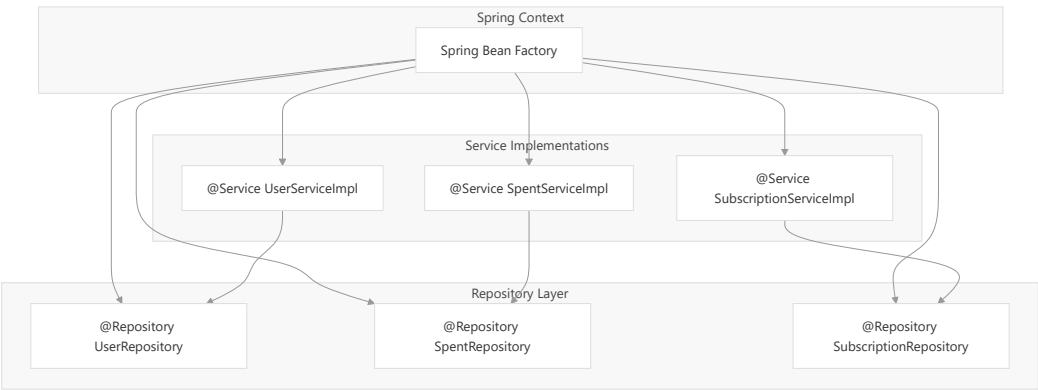 Spring Context
Spring Bean Factory
Service Implementations
@Service UserServiceImpl
@Service SpentServiceImpl
@Service
SubscriptionServiceImpl
Repository Layer
@Repository
UserRepository
@Repository
SpentRepository
@Repository
SubscriptionRepository